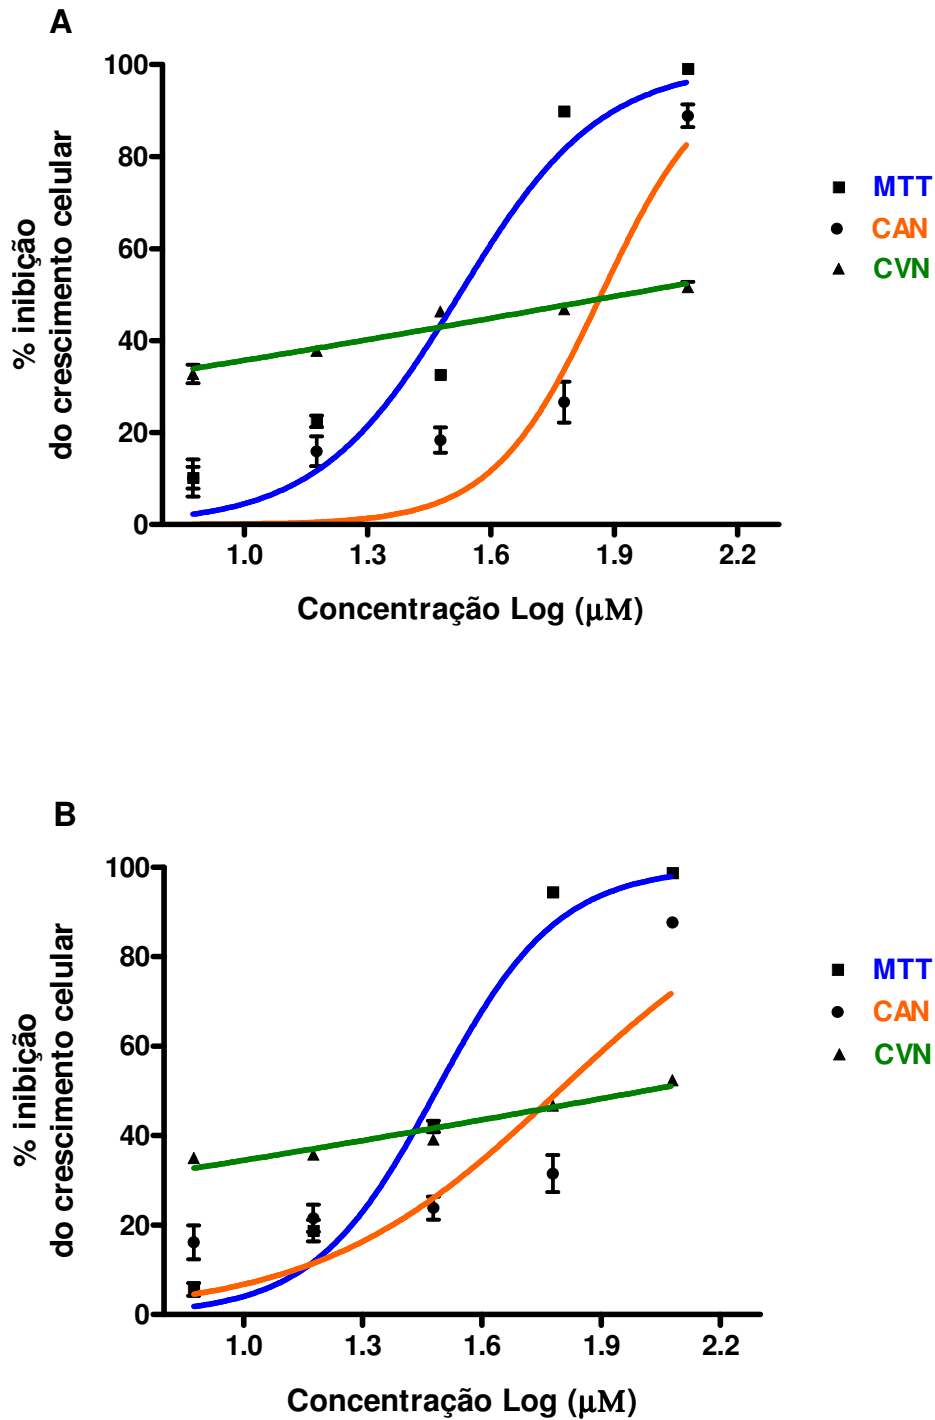 A
% inibição
do crescimento celular
100
80
60
40
20
0
1.0 1.3 1.6 1.9 2.2
Concentração Log (μM)
MTT
CAN
CVN
B
% inibição
do crescimento celular
100
80
60
40
20
0
1.0 1.3 1.6 1.9 2.2
Concentração Log (μM)
MTT
CAN
CVN